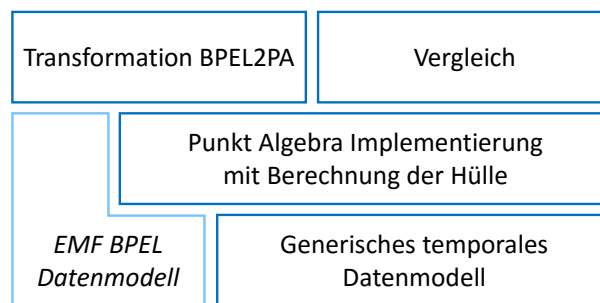 Transformation BPEL2PA
Vergleich
Punkt Algebra Implementierung
mit Berechnung der Hülle
EMF BPEL
Datenmodell
Generisches temporales
Datenmodell